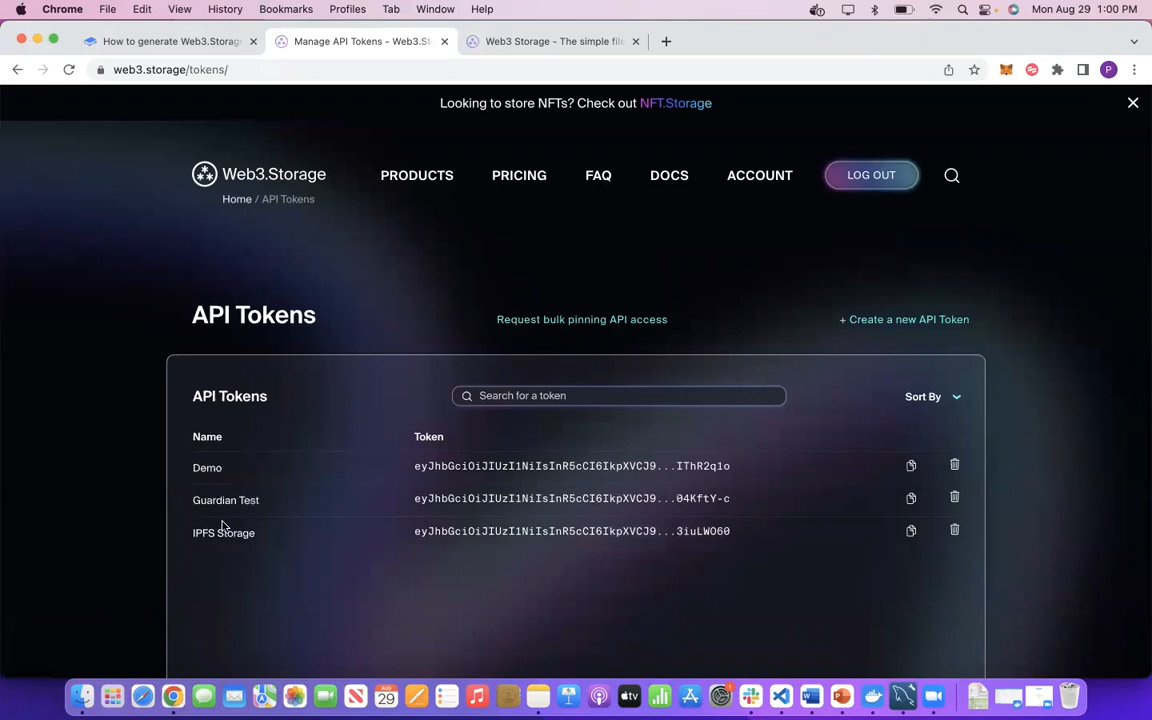 Chrome File Edit View History Bookmarks Profiles Tab Window Help Mon Aug 29 1:00 PM
How to generate Web3.Storage Manage API Tokens - Web3.St Web3 Storage - The simple file
web3.storage/tokens/ P
Looking to store NFTs? Check out NFT.Storage
Web3.Storage PRODUCTS PRICING FAQ DOCS ACCOUNT LOG OUT
Home / API Tokens
API Tokens Request bulk pinning API access + Create a new API Token
API Tokens Search for a token Sort By
Name Token
Demo eyJhbGciOiJIUzI1NiIsInR5cCI6IkpXVCJ9...IThR2q1o
Guardian Test eyJhbGciOiJIUzI1NiIsInR5cCI6IkpXVCJ9...04KftY-c
IPFS Storage eyJhbGciOiJIUzI1NiIsInR5cCI6IkpXVCJ9...3iuLWO60
AUG
29
tv